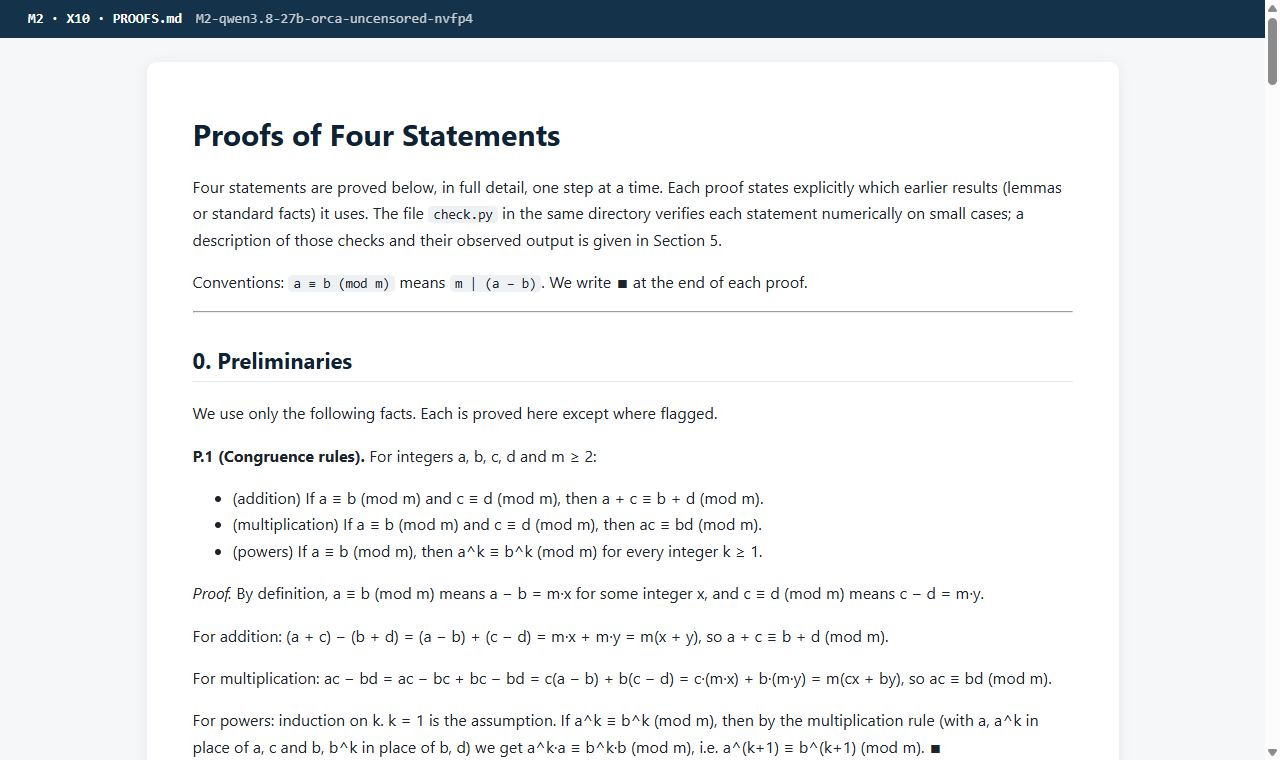 M2 • X10 • PROOFS.md M2-qwen3.8-27b-orca-uncensored-nvfp4
Proofs of Four Statements
Four statements are proved below, in full detail, one step at a time. Each proof states explicitly which earlier results (lemmas
or standard facts) it uses. The file check.py in the same directory verifies each statement numerically on small cases; a
description of those checks and their observed output is given in Section 5.
Conventions: a ≡ b (mod m) means m | (a − b). We write ■ at the end of each proof.
0. Preliminaries
We use only the following facts. Each is proved here except where flagged.
P.1 (Congruence rules). For integers a, b, c, d and m ≥ 2:
• (addition) If a ≡ b (mod m) and c ≡ d (mod m), then a + c ≡ b + d (mod m).
• (multiplication) If a ≡ b (mod m) and c ≡ d (mod m), then ac ≡ bd (mod m).
• (powers) If a ≡ b (mod m), then a^k ≡ b^k (mod m) for every integer k ≥ 1.
Proof. By definition, a ≡ b (mod m) means a − b = m·x for some integer x, and c ≡ d (mod m) means c − d = m·y.
For addition: (a + c) − (b + d) = (a − b) + (c − d) = m·x + m·y = m(x + y), so a + c ≡ b + d (mod m).
For multiplication: ac − bd = ac − bc + bc − bd = c(a − b) + b(c − d) = c·(m·x) + b·(m·y) = m(cx + by), so ac ≡ bd (mod m).
For powers: induction on k. k = 1 is the assumption. If a^k ≡ b^k (mod m), then by the multiplication rule (with a, a^k in
place of a, c and b, b^k in place of b, d) we get a^k·a ≡ b^k·b (mod m), i.e. a^(k+1) ≡ b^(k+1) (mod m). ■